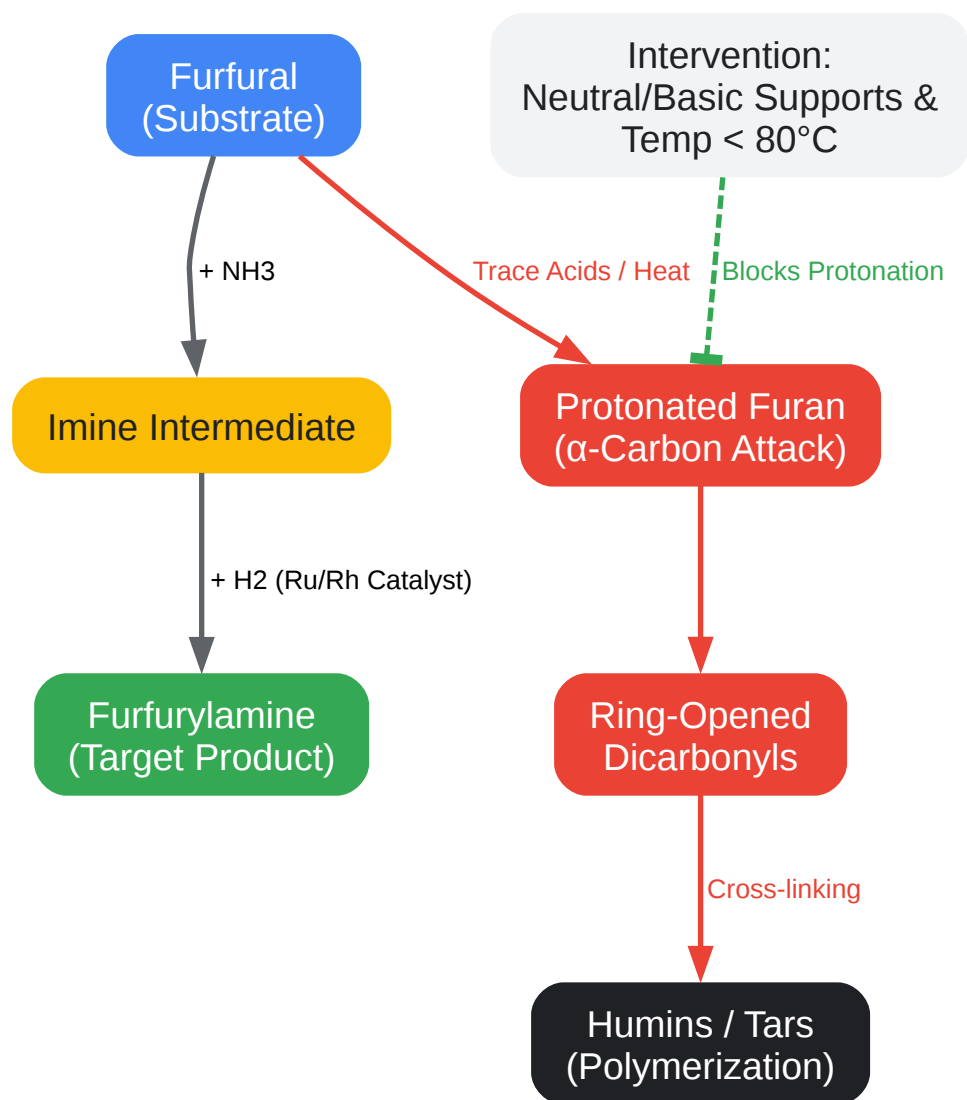 Furfural
(Substrate)
Intervention:
Neutral/Basic Supports &
Temp < 80°C
+ NH3
Trace Acids / Heat
Blocks Protonation
Imine Intermediate
Protonated Furan
(α-Carbon Attack)
+ H2 (Ru/Rh Catalyst)
Furfurylamine
(Target Product)
Ring-Opened
Dicarbonyls
Cross-linking
Humins / Tars
(Polymerization)